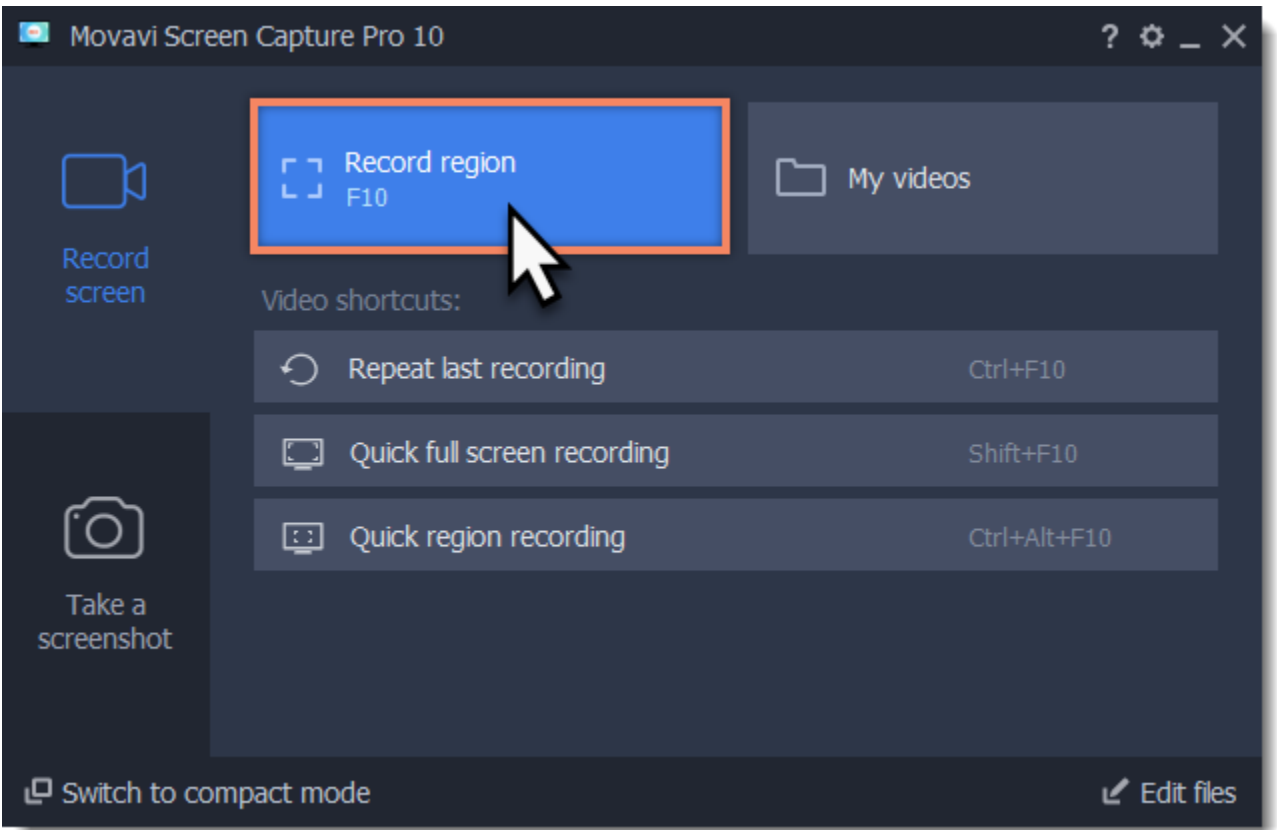 Movavi Screen Capture Pro 10
?
Record region
F10
My videos
Record
screen
Video shortcuts:
Repeat last recording Ctrl+F10
Quick full screen recording Shift+F10
Quick region recording Ctrl+Alt+F10
Take a
screenshot
Switch to compact mode
Edit files